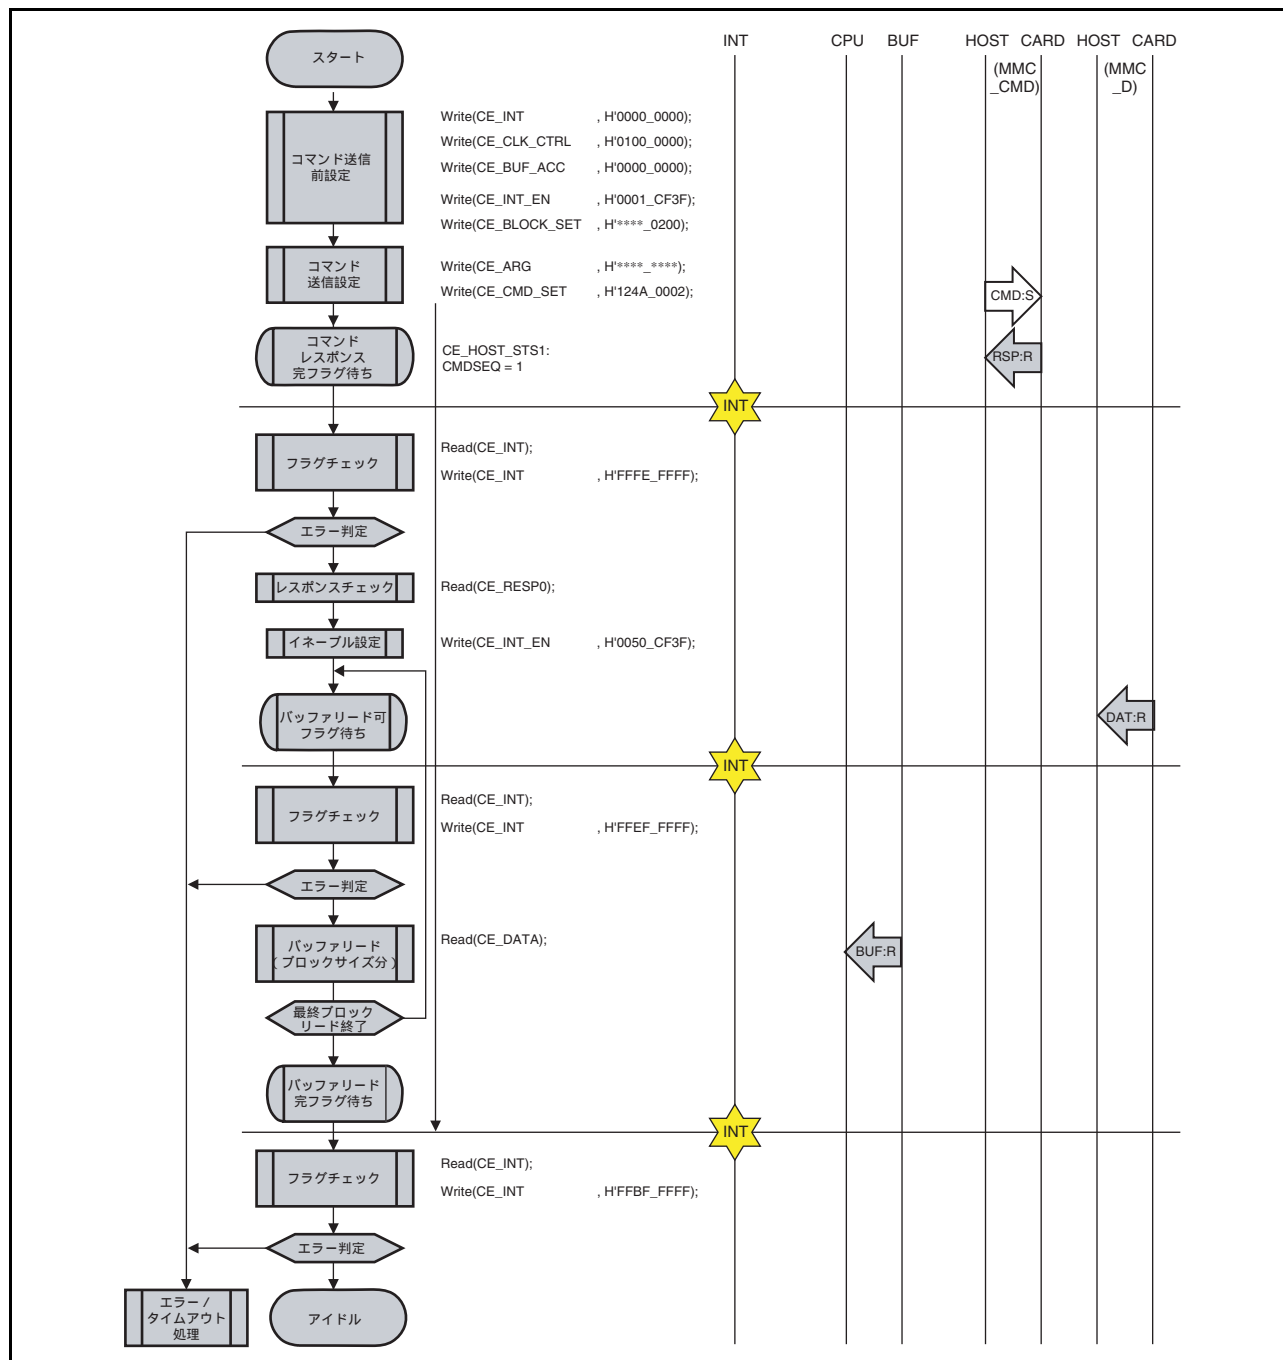 INT CPU BUF HOST CARD HOST CARD
(MMC
_CMD)
(MMC
_D)
スタート
コマンド送信
前設定
Write(CE_INT , H'0000_0000);
Write(CE_CLK_CTRL , H'0100_0000);
Write(CE_BUF_ACC , H'0000_0000);
Write(CE_INT_EN , H'0001_CF3F);
Write(CE_BLOCK_SET , H'****_0200);
コマンド
送信設定
Write(CE_ARG , H'****_****);
Write(CE_CMD_SET , H'124A_0002);
CMD:S
コマンド
レスポンス
完フラグ待ち
CE_HOST_STS1:
CMDSEQ = 1
RSP:R
INT
フラグチェック
Read(CE_INT);
Write(CE_INT , H'FFFE_FFFF);
エラー判定
レスポンスチェック
Read(CE_RESP0);
イネーブル設定
Write(CE_INT_EN , H'0050_CF3F);
バッファリード可
フラグ待ち
DAT:R
INT
フラグチェック
Read(CE_INT);
Write(CE_INT , H'FFEF_FFFF);
エラー判定
バッファリード
(ブロックサイズ分)
Read(CE_DATA);
BUF:R
最終ブロック
リード終了
バッファリード
完フラグ待ち
INT
フラグチェック
Read(CE_INT);
Write(CE_INT , H'FFBF_FFFF);
エラー判定
エラー /
タイムアウト
処理
アイドル